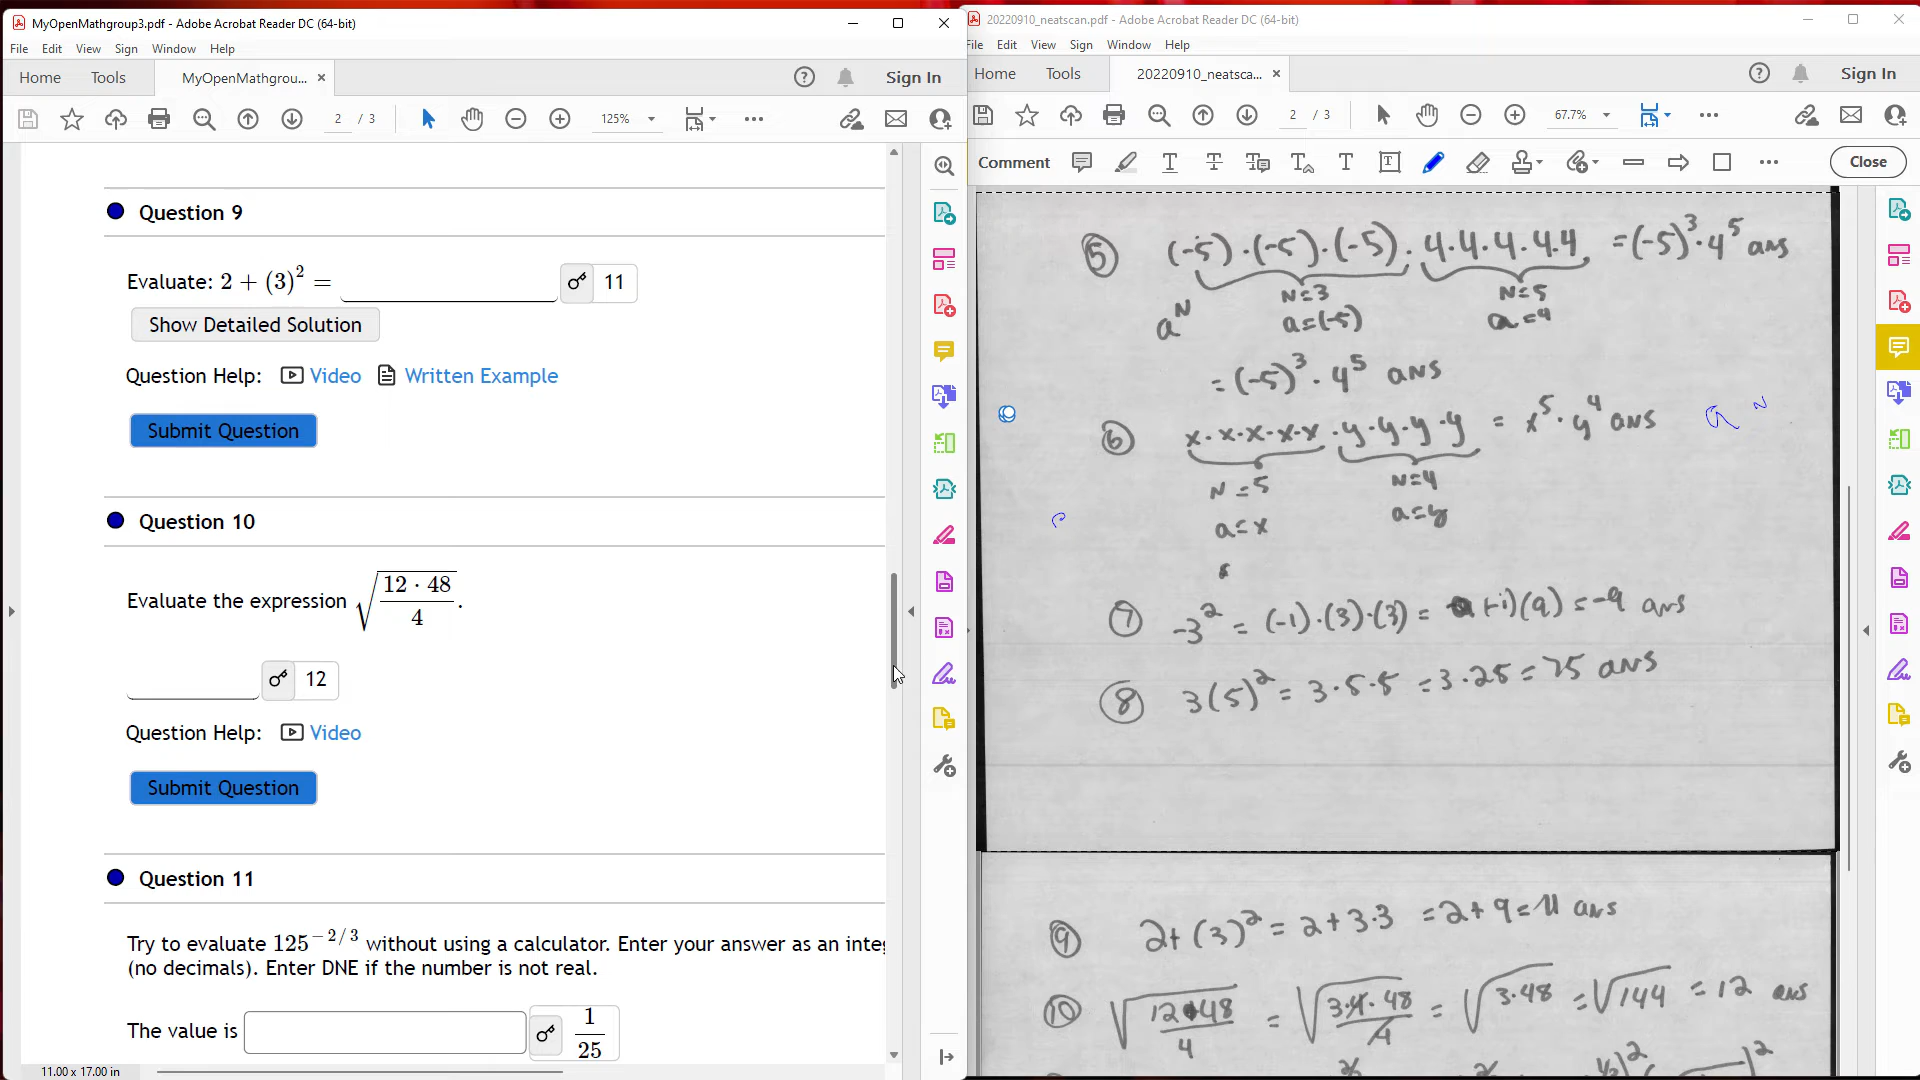 MyOpenMathgroup3.pdf - Adobe Acrobat Reader DC (64-bit)
File Edit View Sign Window Help
Home Tools MyOpenMathgrou... × Sign In
2 / 3 125%
Question 9
Evaluate: 2 + (3)² = 11
Show Detailed Solution
Question Help: Video Written Example
Submit Question
Question 10
Evaluate the expression √(12 · 48 / 4).
12
Question Help: Video
Submit Question
Question 11
Try to evaluate 125^(−2/3) without using a calculator. Enter your answer as an inte
(no decimals). Enter DNE if the number is not real.
The value is 1/25
11.00 x 17.00 in
20220910_neatscan.pdf - Adobe Acrobat Reader DC (64-bit)
File Edit View Sign Window Help
Home Tools 20220910_neatsca... × Sign In
2 / 3 67.7%
Comment Close
⑤ (-5)·(-5)·(-5)·4·4·4·4·4 = (-5)³·4⁵ ans
N=3 N=5
aᴺ a=(-5) a=4
= (-5)³·4⁵ ans
⑥ x·x·x·x·x·y·y·y·y = x⁵·y⁴ ans a N
N=5 N=4
a=x a=y
⑦ -3² = (-1)·(3)·(3) = (-1)(9) = -9 ans
⑧ 3(5)² = 3·5·5 = 3·25 = 75 ans
⑨ 2+(3)² = 2+3·3 = 2+9 = 11 ans
⑩ √(12·48/4) = √(3·4·48/4) = √(3·48) = √144 = 12 ans